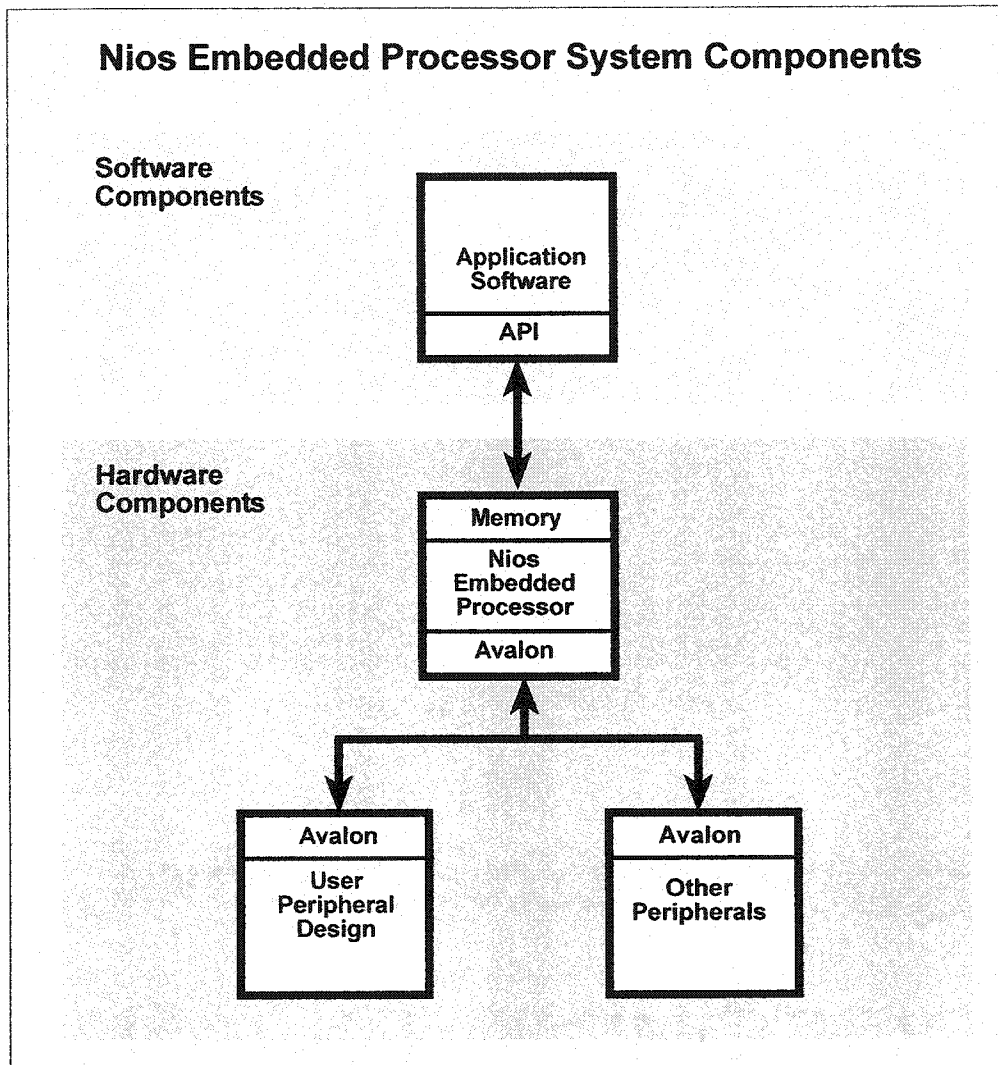 Nios Embedded Processor System Components
Software
Components
Application
Software
API
Hardware
Components
Memory
Nios
Embedded
Processor
Avalon
Avalon
User
Peripheral
Design
Avalon
Other
Peripherals